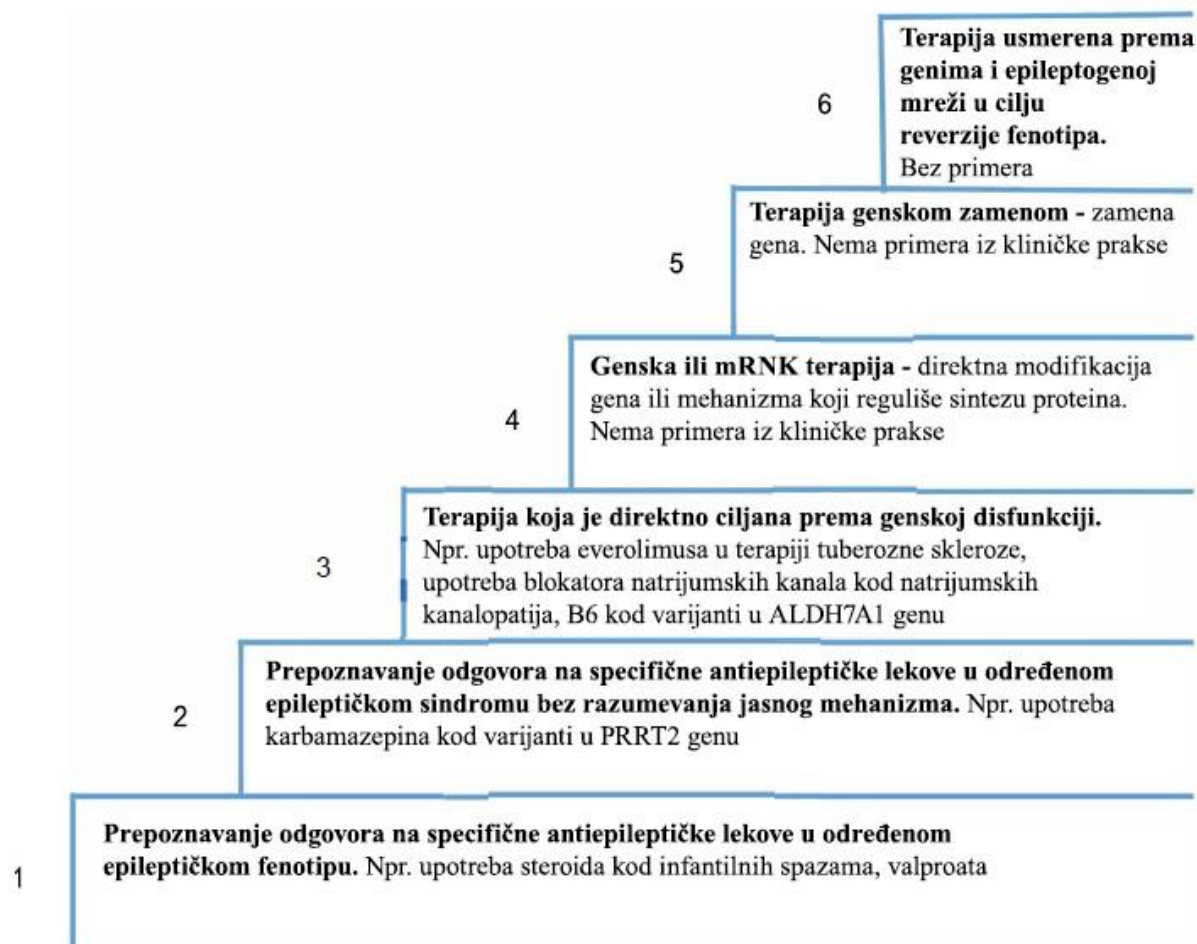 Terapija usmerena prema
genima i epileptogenoj
mreži u cilju
reverzije fenotipa.
Bez primera
6
Terapija genskom zamenom - zamena
gena. Nema primera iz kliničke prakse
5
Genska ili mRNK terapija - direktna modifikacija
gena ili mehanizma koji reguliše sintezu proteina.
Nema primera iz kliničke prakse
4
Terapija koja je direktno ciljana prema genskoj disfunkciji.
Npr. upotreba everolimusa u terapiji tuberozne skleroze,
upotreba blokatora natrijumskih kanala kod natrijumskih
kanalopatija, B6 kod varijanti u ALDH7A1 genu
3
Prepoznavanje odgovora na specifične antiepileptičke lekove u određenom
epileptičkom sindromu bez razumevanja jasnog mehanizma. Npr. upotreba
karbamazepina kod varijanti u PRRT2 genu
2
Prepoznavanje odgovora na specifične antiepileptičke lekove u određenom
epileptičkom fenotipu. Npr. upotreba steroida kod infantilnih spazama, valproata
1